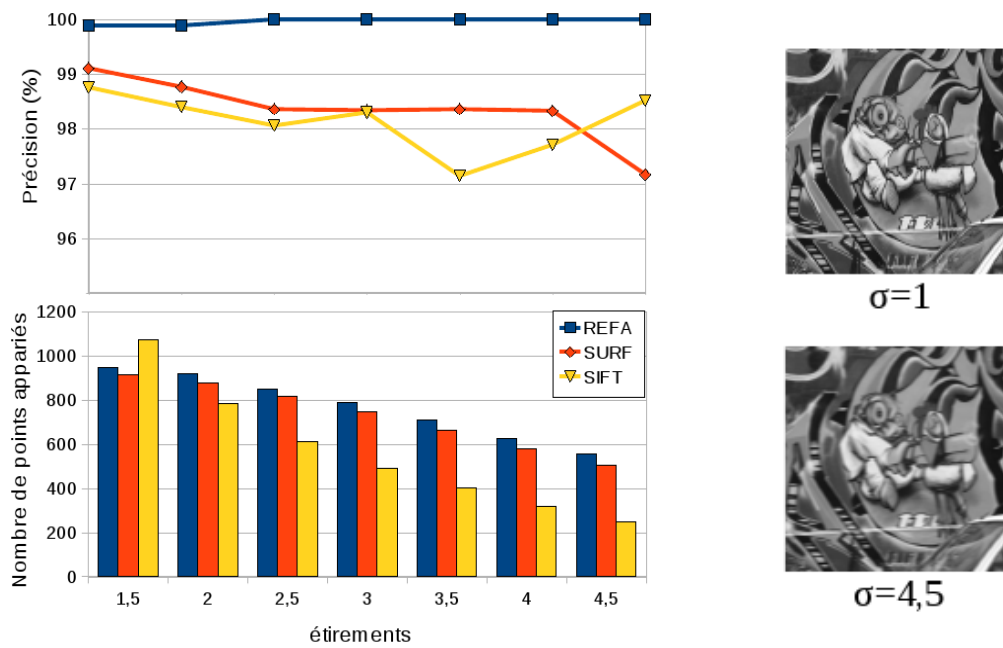 Précision (%)
100
99
98
97
96
Nombre de points appariés
1200
1000
800
600
400
200
0
REFA
SURF
SIFT
1,5 2 2,5 3 3,5 4 4,5
étirements
σ=1
σ=4,5